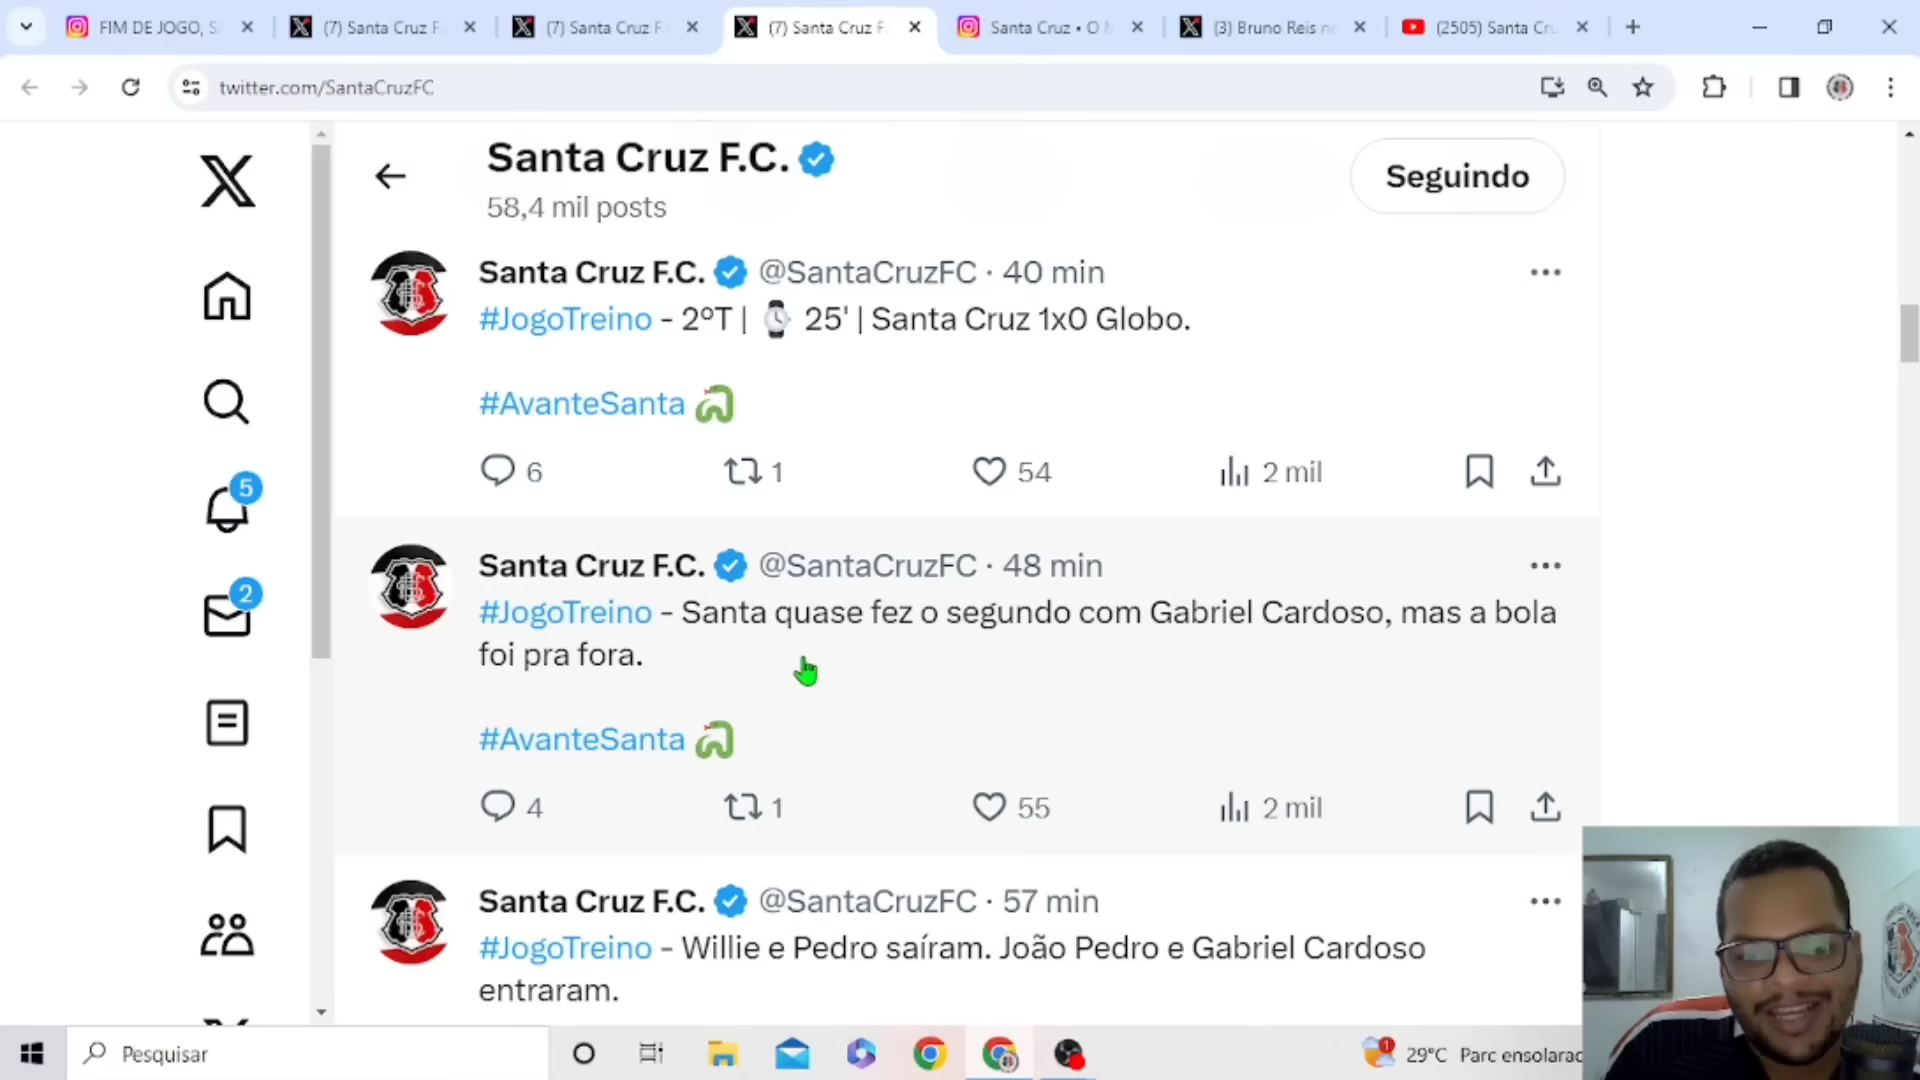 FIM DE JOGO, S
(7) Santa Cruz F.
(7) Santa Cruz F.
(7) Santa Cruz F.
Santa Cruz • O M
(3) Bruno Reis n
(2505) Santa Cru
twitter.com/SantaCruzFC
Santa Cruz F.C.
58,4 mil posts
Seguindo
Santa Cruz F.C. @SantaCruzFC · 40 min
#JogoTreino - 2ºT | ⌚ 25' | Santa Cruz 1x0 Globo.
#AvanteSanta 🐍
6 1 54 2 mil
5
Santa Cruz F.C. @SantaCruzFC · 48 min
#JogoTreino - Santa quase fez o segundo com Gabriel Cardoso, mas a bola
foi pra fora.
2
#AvanteSanta 🐍
4 1 55 2 mil
Santa Cruz F.C. @SantaCruzFC · 57 min
#JogoTreino - Willie e Pedro saíram. João Pedro e Gabriel Cardoso
entraram.
Pesquisar
1
29°C Parc ensolarad